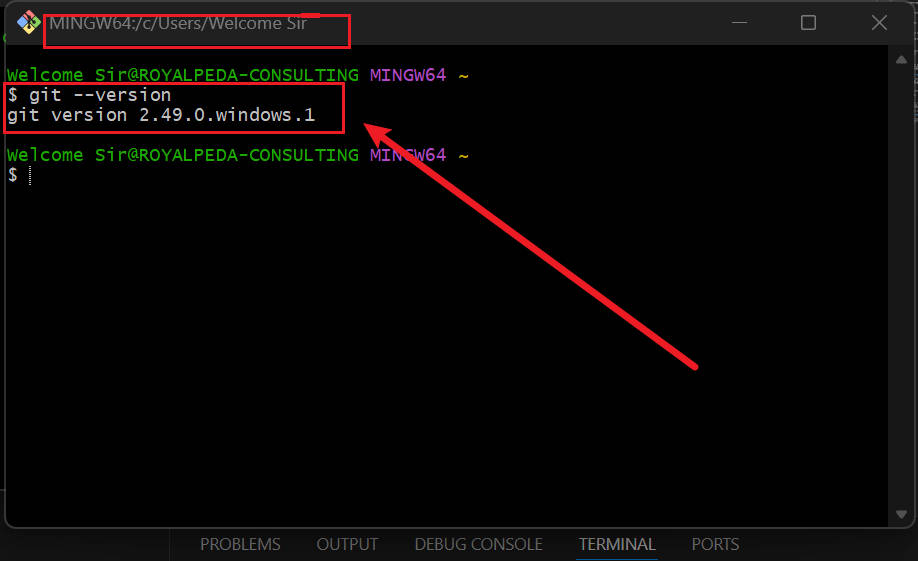 MINGW64:/c/Users/Welcome Sir
Welcome Sir@ROYALPEDA-CONSULTING MINGW64 ~
$ git --version
git version 2.49.0.windows.1
Welcome Sir@ROYALPEDA-CONSULTING MINGW64 ~
$
PROBLEMS OUTPUT DEBUG CONSOLE TERMINAL PORTS